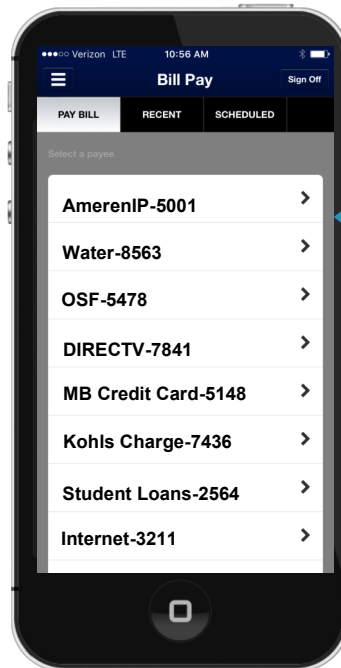 ●●●○○ Verizon LTE 10:56 AM
Bill Pay Sign Off
PAY BILL RECENT SCHEDULED
Select a payee
AmerenIP-5001
Water-8563
OSF-5478
DIRECTV-7841
MB Credit Card-5148
Kohls Charge-7436
Student Loans-2564
Internet-3211